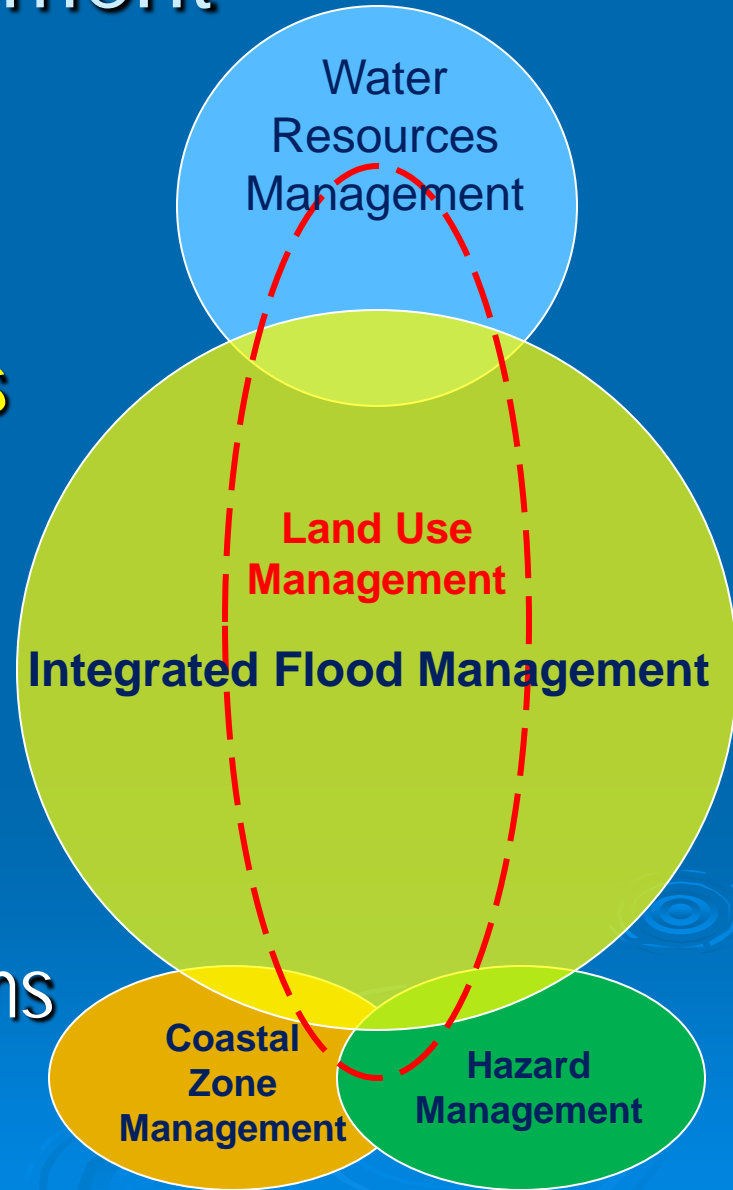 Water
Resources
Management
Land Use
Management
Integrated Flood Management
Coastal
Zone
Management
Hazard
Management